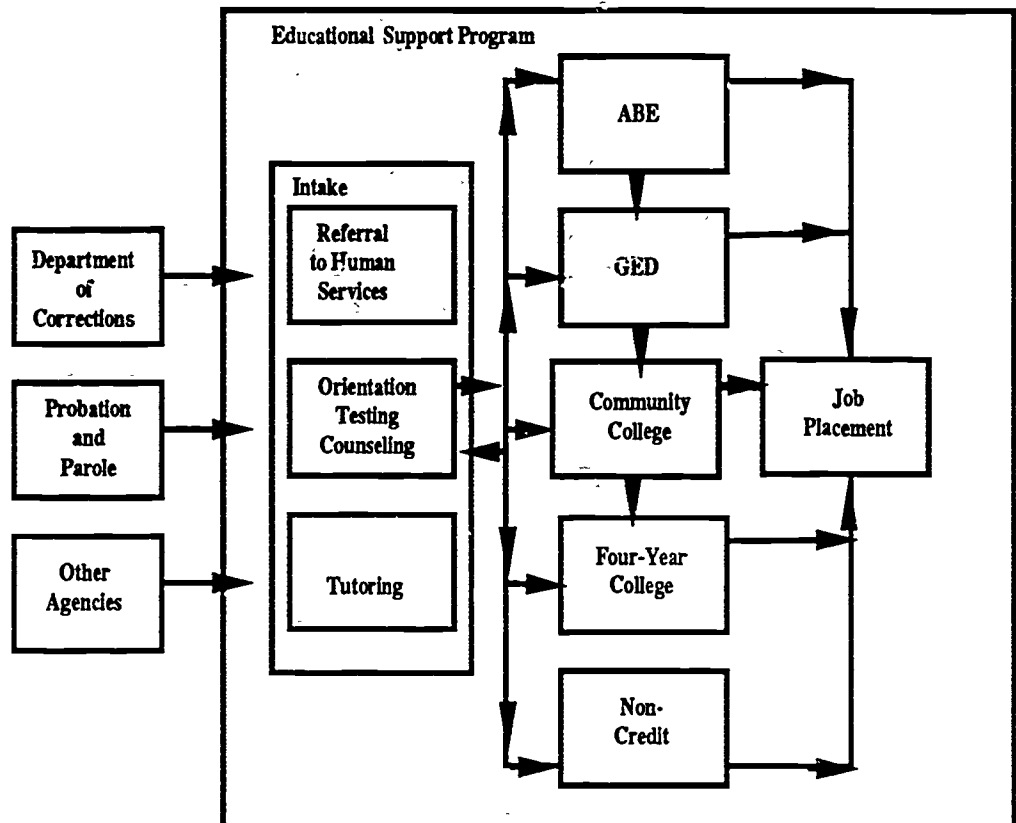 Educational Support Program
Intake
Referral
to Human
Services
Orientation
Testing
Counseling
Tutoring
Department
of
Corrections
Probation
and
Parole
Other
Agencies
ABE
GED
Community
College
Four-Year
College
Non-
Credit
Job
Placement